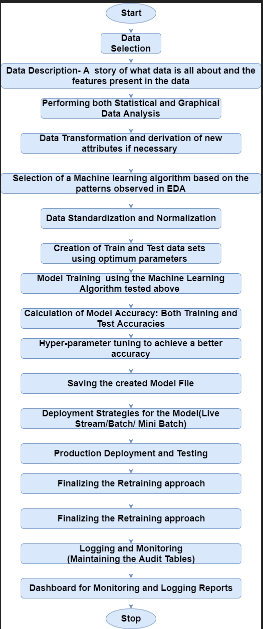 Start
Data
Selection
Data Description- A story of what data is all about and the
features present in the data
Performing both Statistical and Graphical
Data Analysis
Data Transformation and derivation of new
attributes if necessary
Selection of a Machine learning algorithm based on the
patterns observed in EDA
Data Standardization and Normalization
Creation of Train and Test data sets
using optimum parameters
Model Training using the Machine Learning
Algorithm tested above
Calculation of Model Accuracy: Both Training and
Test Accuracies
Hyper-parameter tuning to achieve a better
accuracy
Saving the created Model File
Deployment Strategies for the Model(Live
Stream/Batch/ Mini Batch)
Production Deployment and Testing
Finalizing the Retraining approach
Finalizing the Retraining approach
Logging and Monitoring
(Maintaining the Audit Tables)
Dashboard for Monitoring and Logging Reports
Stop